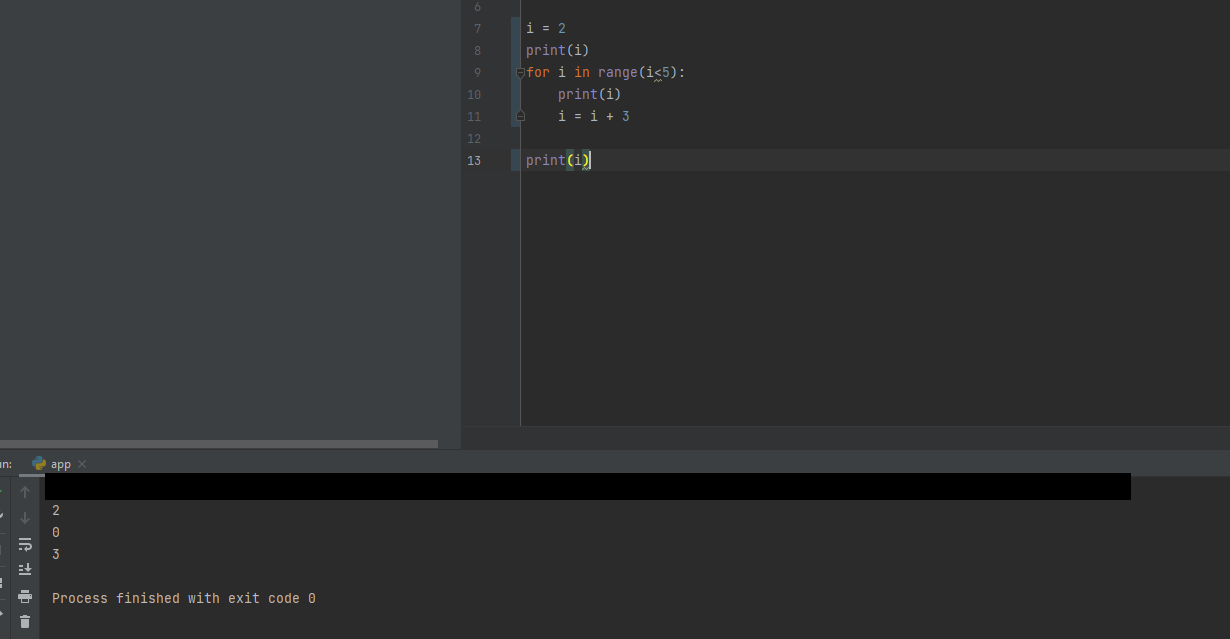 6
7 i = 2
8 print(i)
9 for i in range(i<5):
10     print(i)
11     i = i + 3
12
13 print(i)
un: app
2
0
3
Process finished with exit code 0